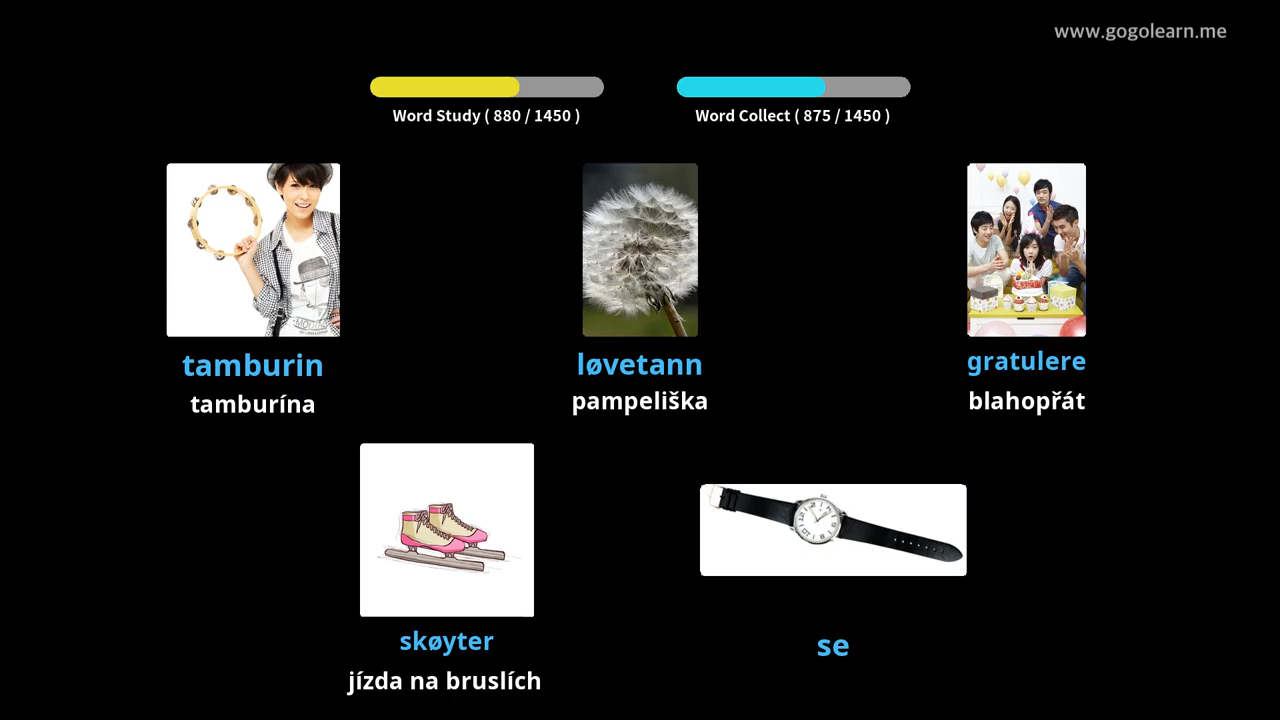 www.gogolearn.me
Word Study ( 880 / 1450 )
Word Collect ( 875 / 1450 )
tamburin
tamburína
løvetann
pampeliška
gratulere
blahopřát
skøyter
jízda na bruslích
se